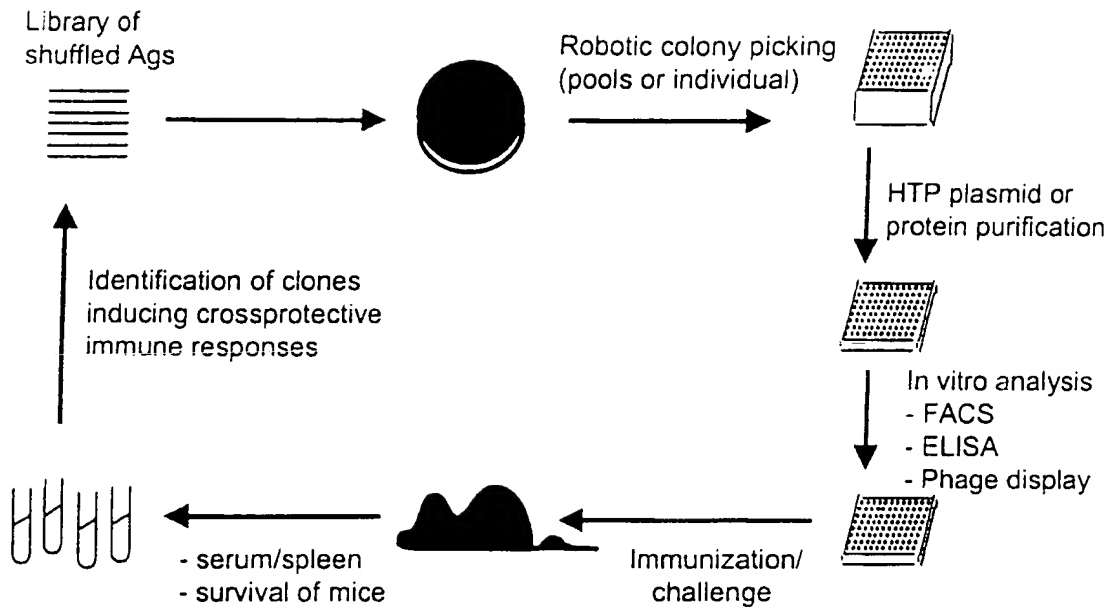 Library of
shuffled Ags
Robotic colony picking
(pools or individual)
HTP plasmid or
protein purification
Identification of clones
inducing crossprotective
immune responses
In vitro analysis
- FACS
- ELISA
- Phage display
- serum/spleen
- survival of mice
Immunization/
challenge